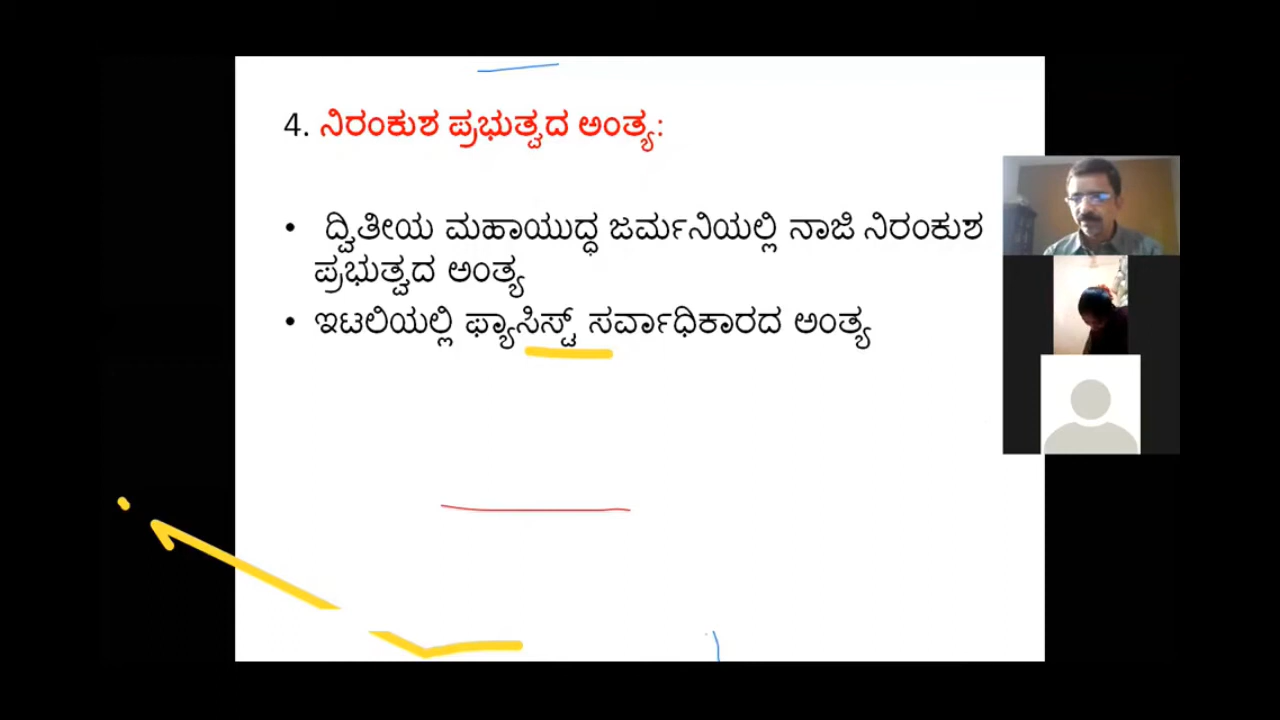 4. ನಿರಂಕುಶ ಪ್ರಭುತ್ವದ ಅಂತ್ಯ:
• ದ್ವಿತೀಯ ಮಹಾಯುದ್ಧ ಜರ್ಮನಿಯಲ್ಲಿ ನಾಜಿ ನಿರಂಕುಶ
ಪ್ರಭುತ್ವದ ಅಂತ್ಯ
• ಇಟಲಿಯಲ್ಲಿ ಫ್ಯಾಸಿಸ್ಟ್ ಸರ್ವಾಧಿಕಾರದ ಅಂತ್ಯ